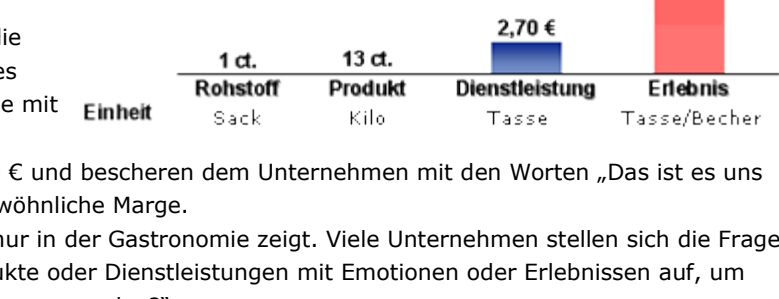 die
es
e mit
2,70 €
1 ct. 13 ct.
Rohstoff Produkt Dienstleistung Erlebnis
Einheit Sack Kilo Tasse Tasse/Becher
€ und bescheren dem Unternehmen mit den Worten „Das ist es uns
wöhnliche Marge.
nur in der Gastronomie zeigt. Viele Unternehmen stellen sich die Frage
ukte oder Dienstleistungen mit Emotionen oder Erlebnissen auf, um